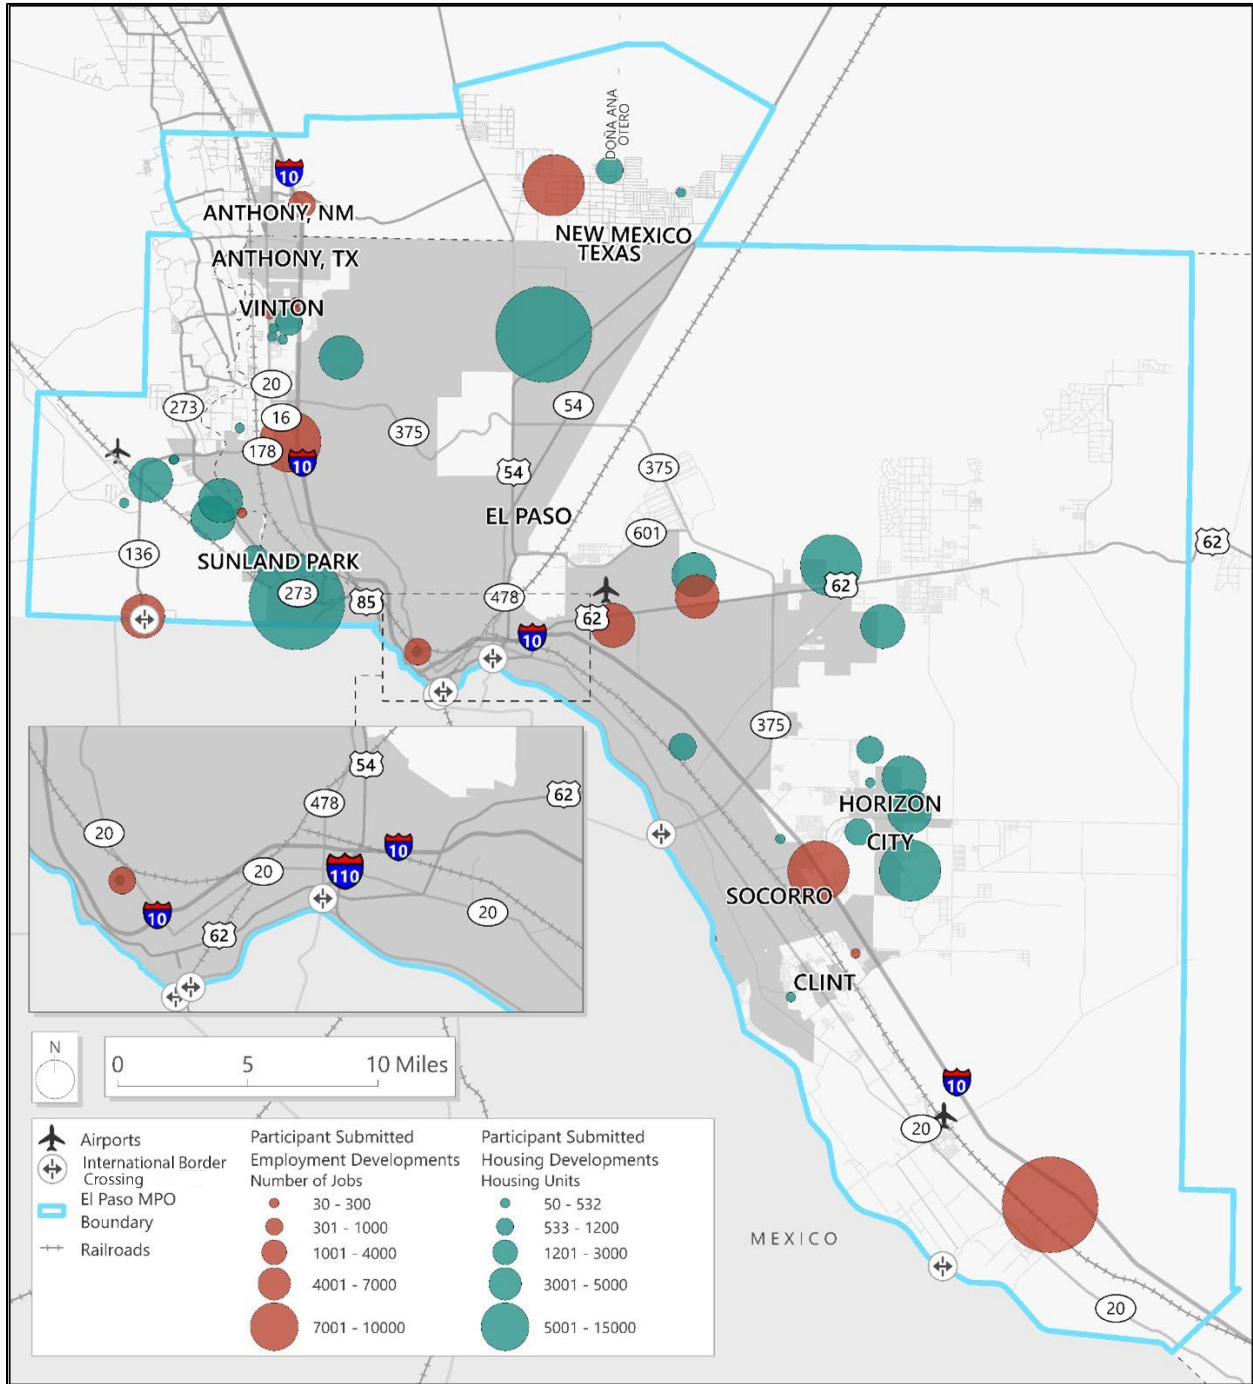 DOÑA ANA
OTERO
10
ANTHONY, NM
NEW MEXICO
TEXAS
ANTHONY, TX
VINTON
20
273
54
16
375
178
10
375
54
EL PASO
601
62
136
SUNLAND PARK
62
273
85
478
62
10
375
54
62
HORIZON
CITY
478
20
10
110
20
SOCORRO
20
10
62
CLINT
N
0
5
10 Miles
10
20
Airports
International Border
Crossing
El Paso MPO
Boundary
Railroads
Participant Submitted
Employment Developments
Number of Jobs
30 - 300
301 - 1000
1001 - 4000
4001 - 7000
7001 - 10000
Participant Submitted
Housing Developments
Housing Units
50 - 532
533 - 1200
1201 - 3000
3001 - 5000
5001 - 15000
MEXICO
20